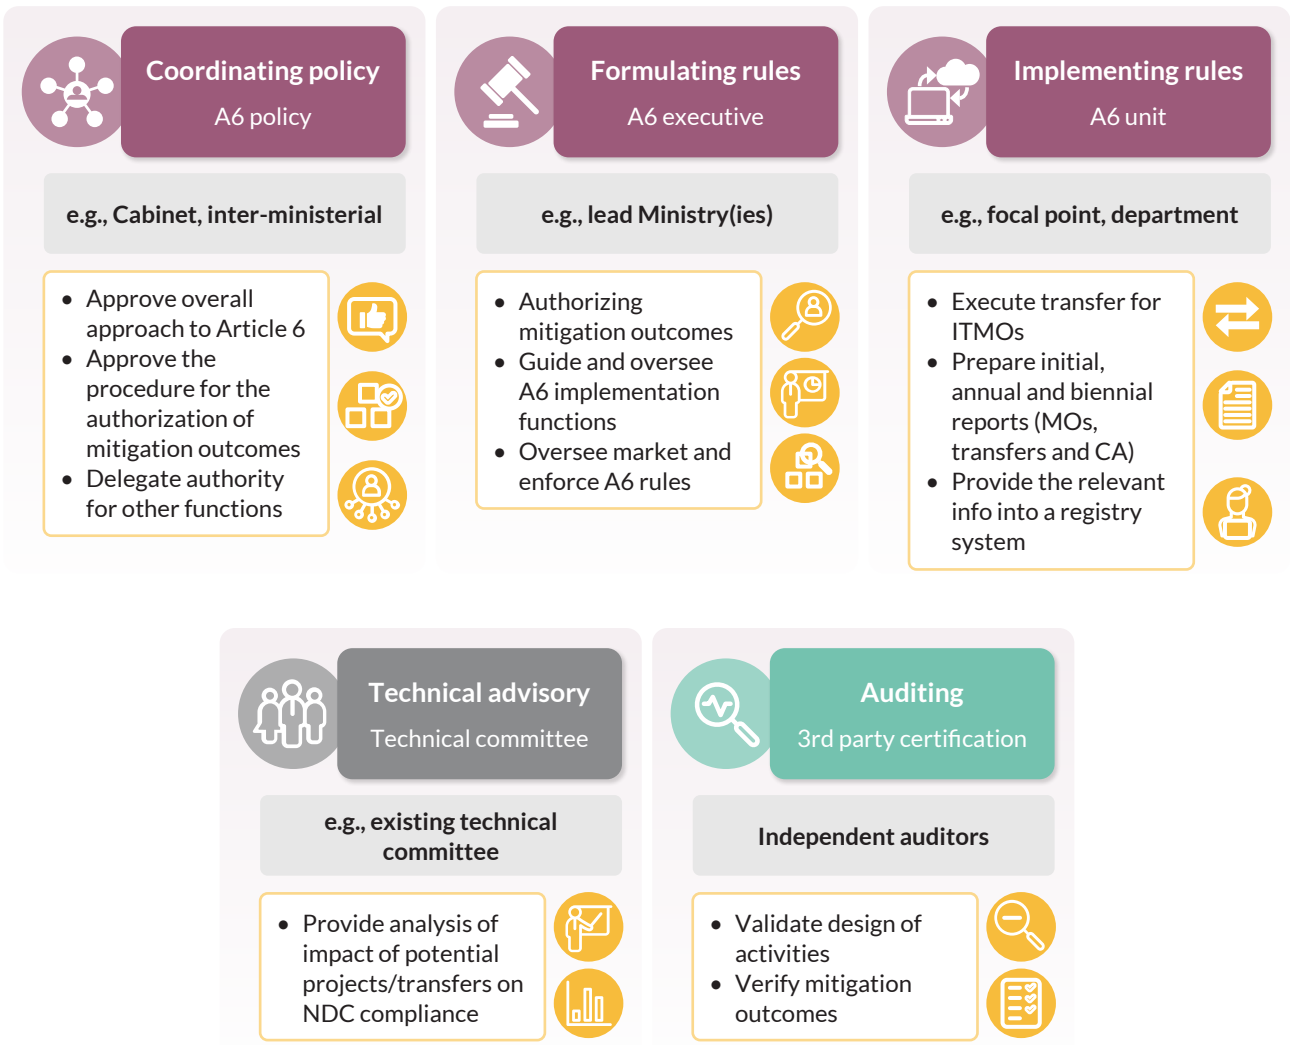 Coordinating policy
A6 policy
e.g., Cabinet, inter-ministerial
• Approve overall
approach to Article 6
• Approve the
procedure for the
authorization of
mitigation outcomes
• Delegate authority
for other functions
Formulating rules
A6 executive
e.g., lead Ministry(ies)
• Authorizing
mitigation outcomes
• Guide and oversee
A6 implementation
functions
• Oversee market and
enforce A6 rules
Implementing rules
A6 unit
e.g., focal point, department
• Execute transfer for
ITMOs
• Prepare initial,
annual and biennial
reports (MOs,
transfers and CA)
• Provide the relevant
info into a registry
system
Technical advisory
Technical committee
e.g., existing technical
committee
• Provide analysis of
impact of potential
projects/transfers on
NDC compliance
Auditing
3rd party certification
Independent auditors
• Validate design of
activities
• Verify mitigation
outcomes